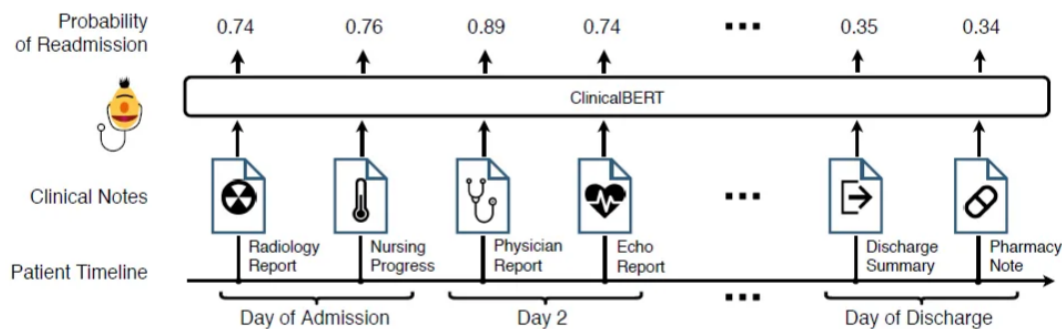 Probability
of Readmission
0.74 0.76 0.89 0.74 ... 0.35 0.34
ClinicalBERT
Clinical Notes
...
Radiology
Report
Nursing
Progress
Physician
Report
Echo
Report
Discharge
Summary
Pharmacy
Note
Patient Timeline
Day of Admission
Day 2
...
Day of Discharge